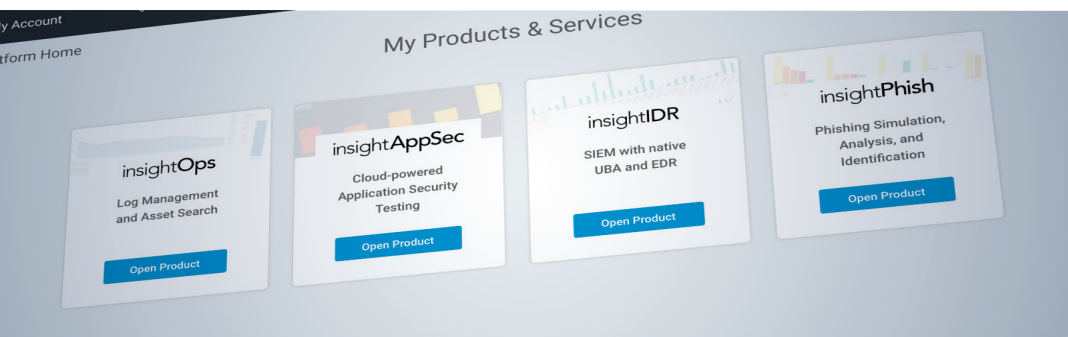 My Account
Platform Home
My Products & Services
insightOps
Log Management
and Asset Search
Open Product
insightAppSec
Cloud-powered
Application Security
Testing
Open Product
insightIDR
SIEM with native
UBA and EDR
Open Product
insightPhish
Phishing Simulation,
Analysis, and
Identification
Open Product